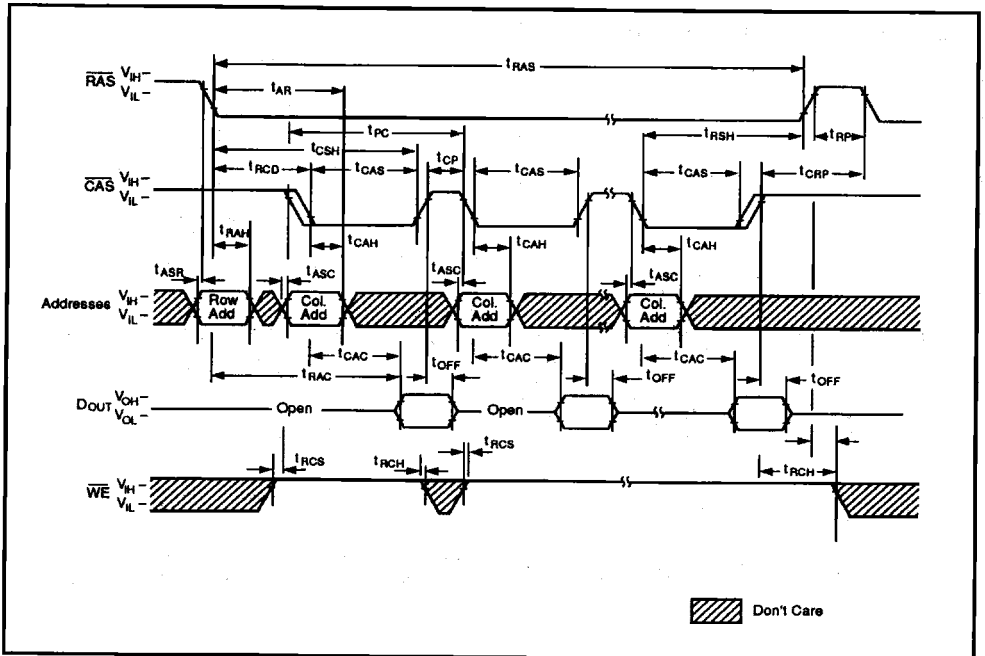 tRAS
RAS VIH–
VIL–
tAR
tPC
tRSH
tRP
tCSH
tRCD
tCAS
tCP
tCAS
tCAS
tCRP
CAS VIH–
VIL–
tRAH
tCAH
tCAH
tCAH
tASR
tASC
tASC
tASC
Addresses VIH–
VIL–
Row Add
Col. Add
Col. Add
Col. Add
tCAC
tCAC
tCAC
tRAC
tOFF
tOFF
tOFF
DOUT VOH–
VOL–
Open
Open
tRCS
tRCH
tRCS
tRCH
WE VIH–
VIL–
Don't Care